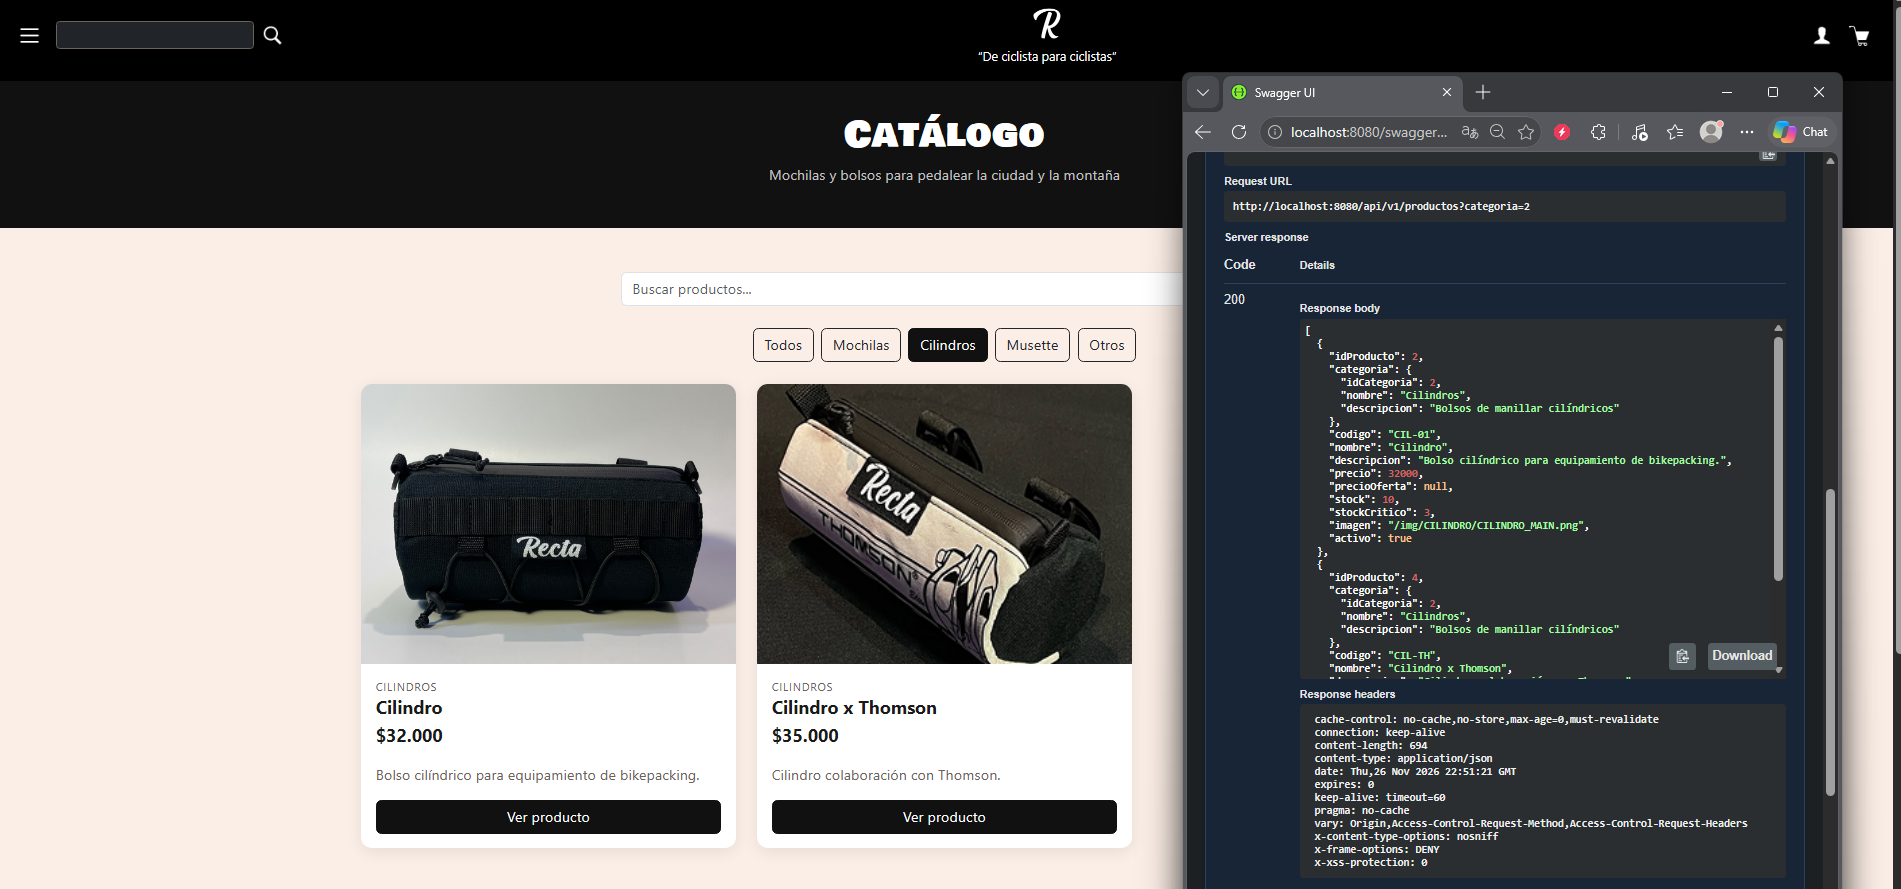 R
"De ciclista para ciclistas"
CATÁLOGO
Mochilas y bolsos para pedalear la ciudad y la montaña
Buscar productos...
Todos
Mochilas
Cilindros
Musette
Otros
Recta
Recta
THOMSON
CILINDROS
Cilindro
$32.000
Bolso cilíndrico para equipamiento de bikepacking.
Ver producto
CILINDROS
Cilindro x Thomson
$35.000
Cilindro colaboración con Thomson.
Ver producto
Swagger UI
localhost:8080/swagger...
Chat
Request URL
http://localhost:8080/api/v1/productos?categoria=2
Server response
Code
Details
200
Response body
[
{
"idProducto": 2,
"categoria": {
"idCategoria": 2,
"nombre": "Cilindros",
"descripcion": "Bolsos de manillar cilíndricos"
},
"codigo": "CIL-01",
"nombre": "Cilindro",
"descripcion": "Bolso cilíndrico para equipamiento de bikepacking.",
"precio": 32000,
"precioOferta": null,
"stock": 10,
"stockCritico": 3,
"imagen": "/img/CILINDRO/CILINDRO_MAIN.png",
"activo": true
},
{
"idProducto": 4,
"categoria": {
"idCategoria": 2,
"nombre": "Cilindros",
"descripcion": "Bolsos de manillar cilíndricos"
},
"codigo": "CIL-TH",
"nombre": "Cilindro x Thomson",
Download
Response headers
cache-control: no-cache,no-store,max-age=0,must-revalidate
connection: keep-alive
content-length: 694
content-type: application/json
date: Thu,26 Nov 2026 22:51:21 GMT
expires: 0
keep-alive: timeout=60
pragma: no-cache
vary: Origin,Access-Control-Request-Method,Access-Control-Request-Headers
x-content-type-options: nosniff
x-frame-options: DENY
x-xss-protection: 0